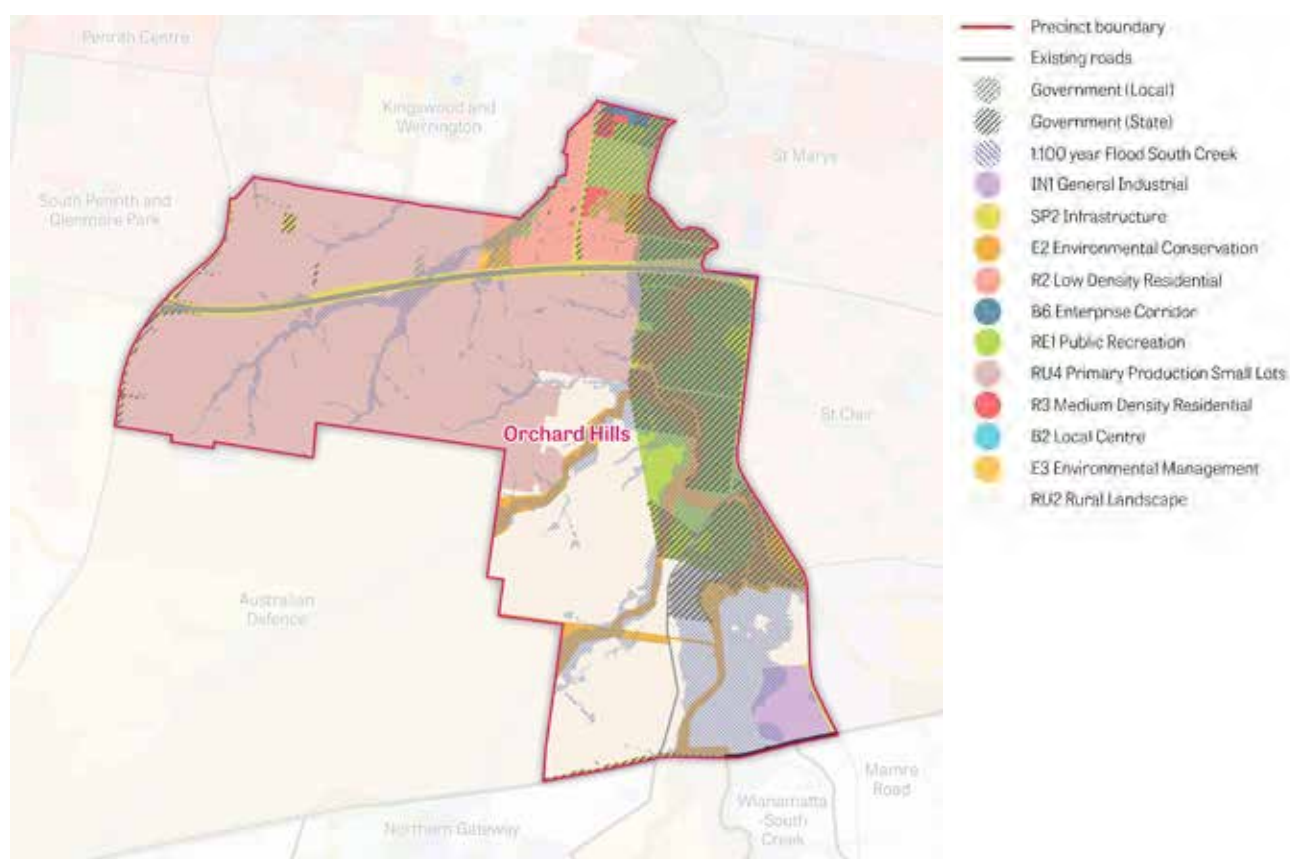 Penrith Centre
Kingswood and
Werrington
St Marys
South Penrith and
Glenmore Park
St Clair
Orchard Hills
Australian
Defence
Mamre
Road
Wianamatta
-South
Creek
Northern Gateway
Precinct boundary
Existing roads
Government (Local)
Government (State)
1:100 year Flood South Creek
IN1 General Industrial
SP2 Infrastructure
E2 Environmental Conservation
R2 Low Density Residential
B6 Enterprise Corridor
RE1 Public Recreation
RU4 Primary Production Small Lots
R3 Medium Density Residential
B2 Local Centre
E3 Environmental Management
RU2 Rural Landscape